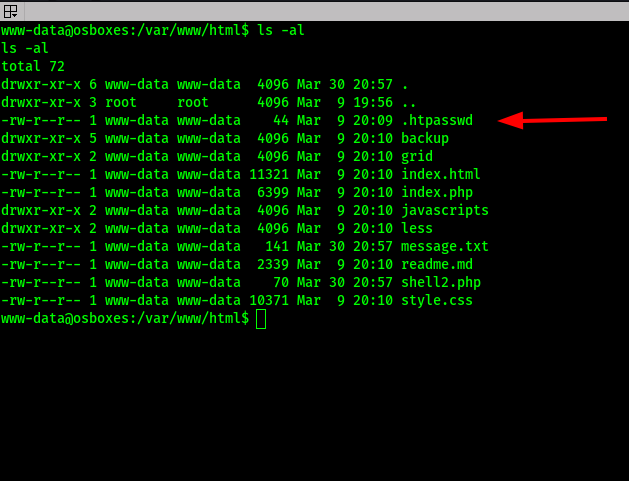 www-data@osboxes:/var/www/html$ ls -al
ls -al
total 72
drwxr-xr-x 6 www-data www-data  4096 Mar 30 20:57 .
drwxr-xr-x 3 root     root      4096 Mar  9 19:56 ..
-rw-r--r-- 1 www-data www-data    44 Mar  9 20:09 .htpasswd
drwxr-xr-x 5 www-data www-data  4096 Mar  9 20:10 backup
drwxr-xr-x 2 www-data www-data  4096 Mar  9 20:10 grid
-rw-r--r-- 1 www-data www-data 11321 Mar  9 20:10 index.html
-rw-r--r-- 1 www-data www-data  6399 Mar  9 20:10 index.php
drwxr-xr-x 2 www-data www-data  4096 Mar  9 20:10 javascripts
drwxr-xr-x 2 www-data www-data  4096 Mar  9 20:10 less
-rw-r--r-- 1 www-data www-data   141 Mar 30 20:57 message.txt
-rw-r--r-- 1 www-data www-data  2339 Mar  9 20:10 readme.md
-rw-r--r-- 1 www-data www-data    70 Mar 30 20:57 shell2.php
-rw-r--r-- 1 www-data www-data 10371 Mar  9 20:10 style.css
www-data@osboxes:/var/www/html$